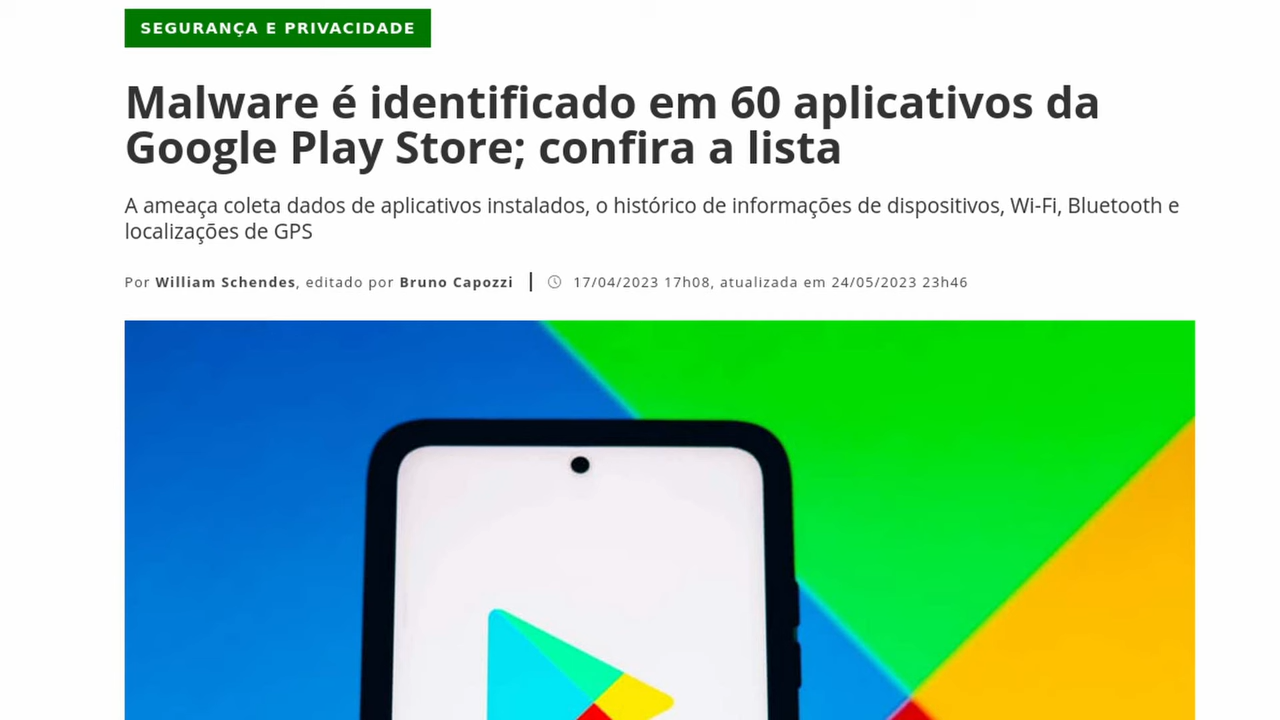 SEGURANÇA E PRIVACIDADE
Malware é identificado em 60 aplicativos da
Google Play Store; confira a lista
A ameaça coleta dados de aplicativos instalados, o histórico de informações de dispositivos, Wi-Fi, Bluetooth e
localizações de GPS
Por William Schendes, editado por Bruno Capozzi | 17/04/2023 17h08, atualizada em 24/05/2023 23h46